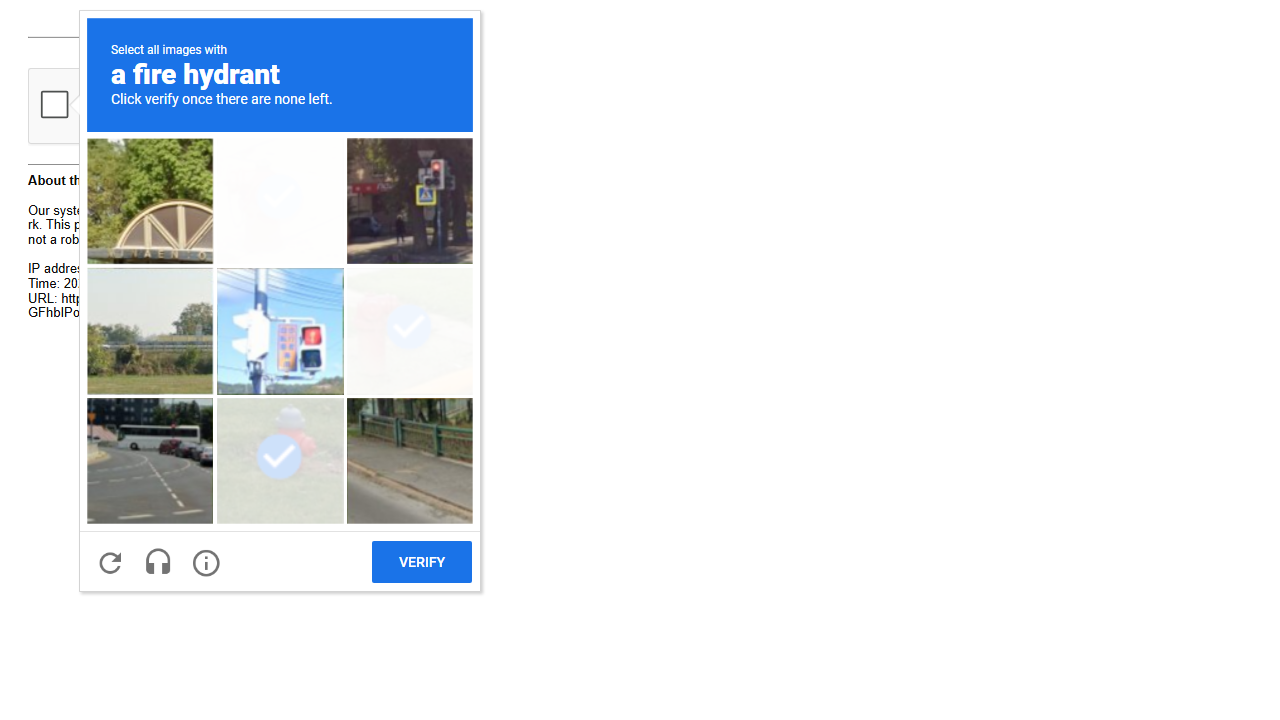 Select all images with
a fire hydrant
Click verify once there are none left.
About th
Our syste
rk. This p
not a rob
IP addres
Time: 20
URL: http
GFhblPo
VERIFY